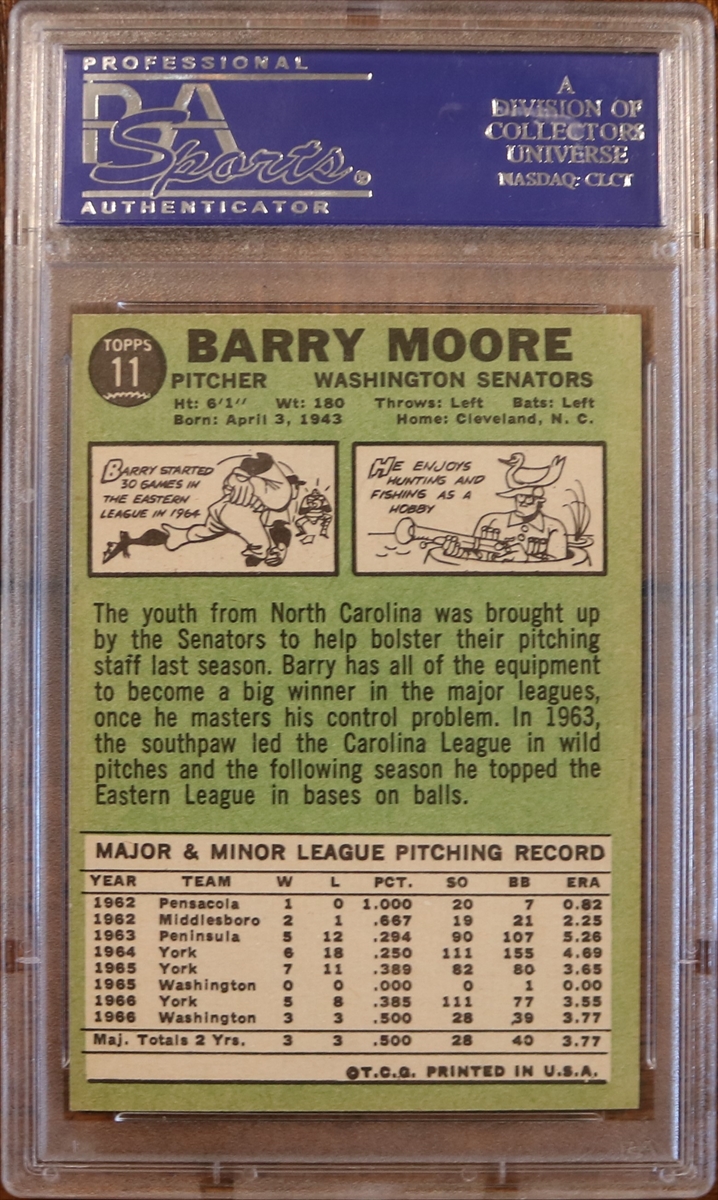 PROFESSIONAL
PSA
Sports
AUTHENTICATOR
A
DIVISION OF
COLLECTORS
UNIVERSE
NASDAQ: CLCT
TOPPS
11
BARRY MOORE
PITCHER WASHINGTON SENATORS
Ht: 6'1'' Wt: 180 Throws: Left Bats: Left
Born: April 3, 1943 Home: Cleveland, N. C.
BARRY STARTED
30 GAMES IN
THE EASTERN
LEAGUE IN 1964
HE ENJOYS
HUNTING AND
FISHING AS A
HOBBY
The youth from North Carolina was brought up
by the Senators to help bolster their pitching
staff last season. Barry has all of the equipment
to become a big winner in the major leagues,
once he masters his control problem. In 1963,
the southpaw led the Carolina League in wild
pitches and the following season he topped the
Eastern League in bases on balls.
MAJOR & MINOR LEAGUE PITCHING RECORD
YEAR TEAM W L PCT. SO BB ERA
1962 Pensacola 1 0 1.000 20 7 0.82
1962 Middlesboro 2 1 .667 19 21 2.25
1963 Peninsula 5 12 .294 90 107 5.26
1964 York 6 18 .250 111 155 4.69
1965 York 7 11 .389 82 80 3.65
1965 Washington 0 0 .000 0 1 0.00
1966 York 5 8 .385 111 77 3.55
1966 Washington 3 3 .500 28 39 3.77
Maj. Totals 2 Yrs. 3 3 .500 28 40 3.77
©T.C.G. PRINTED IN U.S.A.